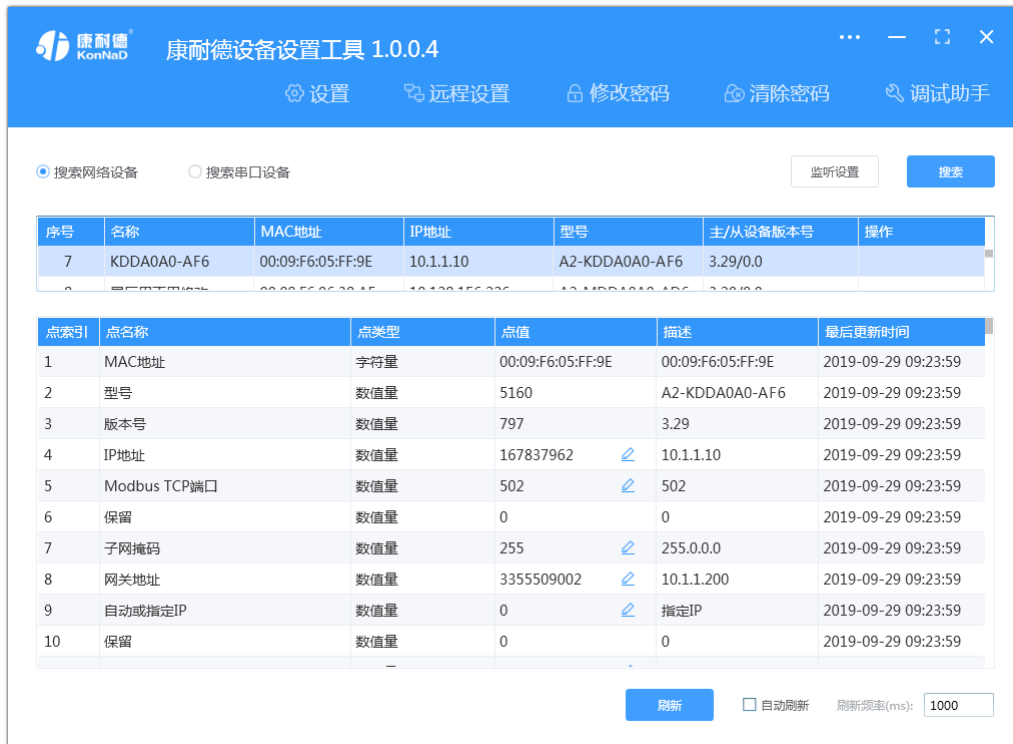 康耐德®
KonNaD
康耐德设备设置工具 1.0.0.4
设置 远程设置 修改密码 清除密码 调试助手
搜索网络设备 搜索串口设备 监听设置 搜索
序号 名称 MAC地址 IP地址 型号 主/从设备版本号 操作
7 KDDA0A0-AF6 00:09:F6:05:FF:9E 10.1.1.10 A2-KDDA0A0-AF6 3.29/0.0
点索引 点名称 点类型 点值 描述 最后更新时间
1 MAC地址 字符量 00:09:F6:05:FF:9E 00:09:F6:05:FF:9E 2019-09-29 09:23:59
2 型号 数值量 5160 A2-KDDA0A0-AF6 2019-09-29 09:23:59
3 版本号 数值量 797 3.29 2019-09-29 09:23:59
4 IP地址 数值量 167837962 10.1.1.10 2019-09-29 09:23:59
5 Modbus TCP端口 数值量 502 502 2019-09-29 09:23:59
6 保留 数值量 0 0 2019-09-29 09:23:59
7 子网掩码 数值量 255 255.0.0.0 2019-09-29 09:23:59
8 网关地址 数值量 3355509002 10.1.1.200 2019-09-29 09:23:59
9 自动或指定IP 数值量 0 指定IP 2019-09-29 09:23:59
10 保留 数值量 0 0 2019-09-29 09:23:59
刷新 自动刷新 刷新频率(ms): 1000